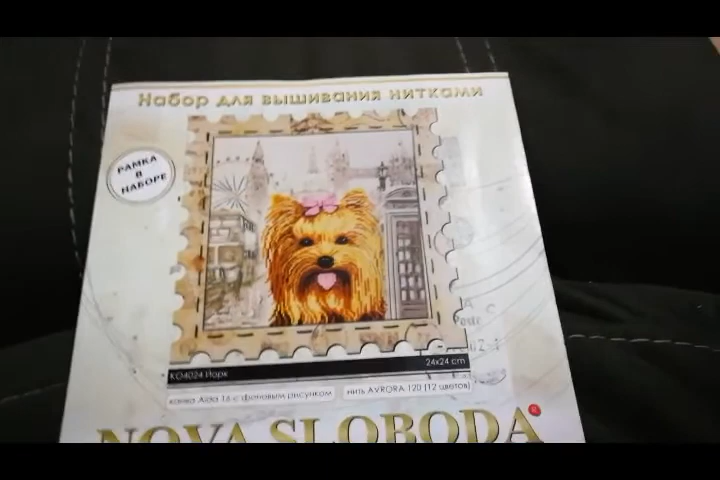 Набор для вышивания нитками
РАМКА
В
НАБОРЕ
КО4024 Йорк
24x24 cm
канва Aida 16 с фоновым рисунком
нить AVRORA 120 (12 цветов)
NOVA SLOBODA